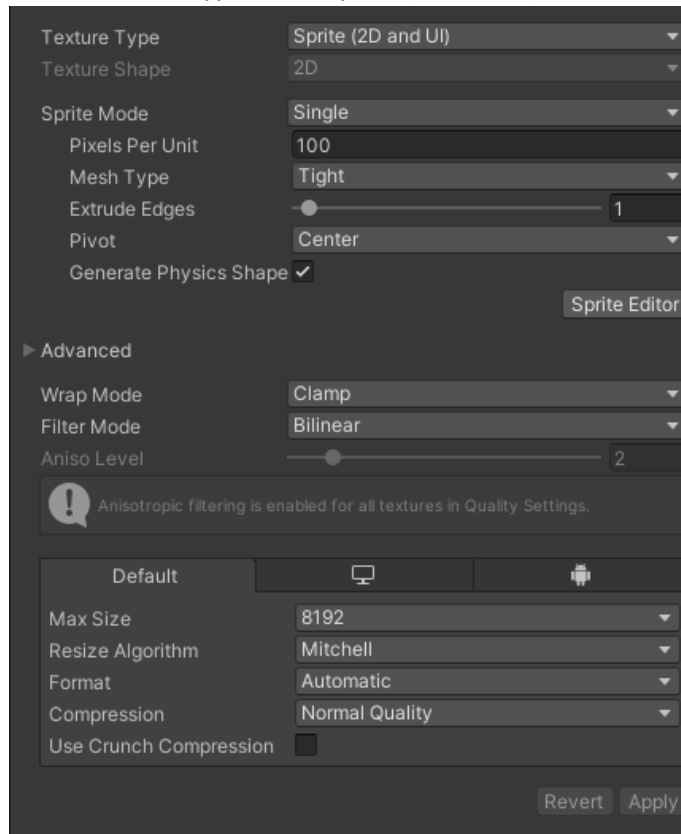 Texture Type Sprite (2D and UI)
Texture Shape 2D
Sprite Mode Single
Pixels Per Unit 100
Mesh Type Tight
Extrude Edges 1
Pivot Center
Generate Physics Shape
Sprite Editor
Advanced
Wrap Mode Clamp
Filter Mode Bilinear
Aniso Level 2
Anisotropic filtering is enabled for all textures in Quality Settings.
Default
Max Size 8192
Resize Algorithm Mitchell
Format Automatic
Compression Normal Quality
Use Crunch Compression
Revert Apply